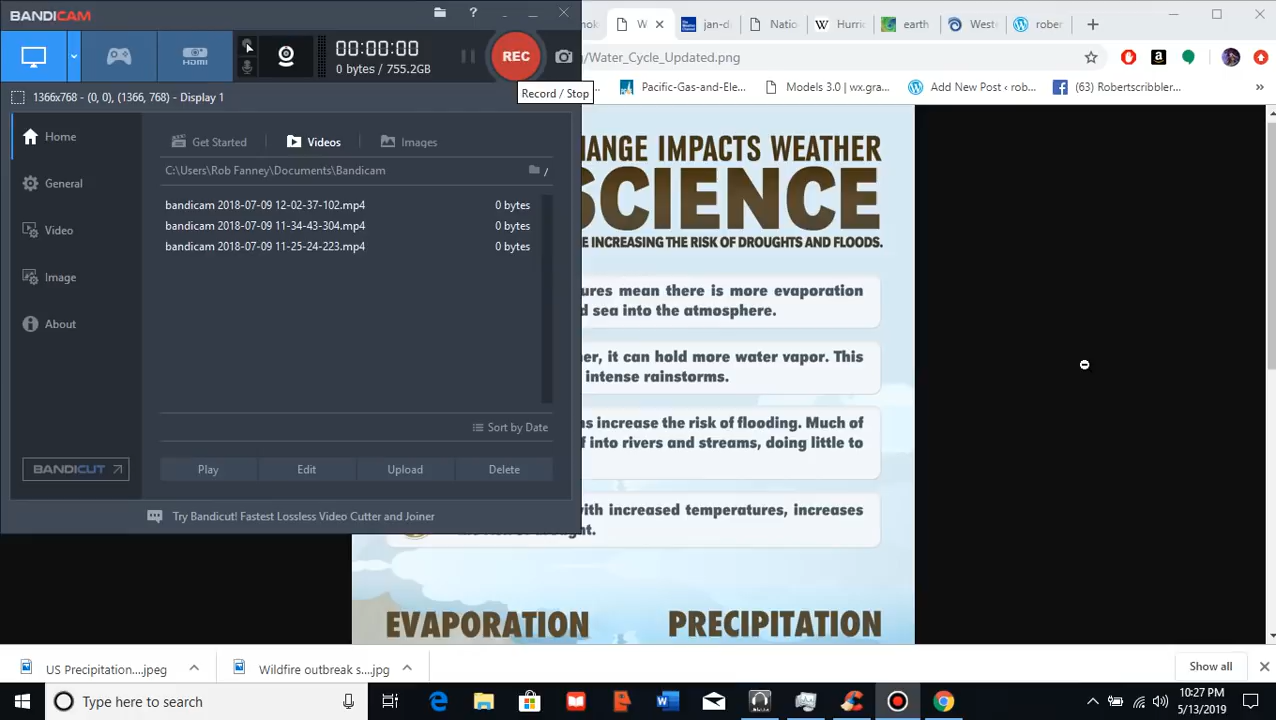 BANDICAM
?
W
jan-d
Natio
Hurri
earth
West
rober
HDMI
00:00:00
0 bytes / 755.2GB
REC
/Water_Cycle_Updated.png
Record / Stop
Pacific-Gas-and-Ele...
Models 3.0 | wx.gra...
Add New Post ‹ rob...
(63) Robertscribbler...
»
1366x768 - (0, 0), (1366, 768) - Display 1
Home
General
Video
Image
About
BANDICUT
Get Started
Videos
Images
C:\Users\Rob Fanney\Documents\Bandicam
/
bandicam 2018-07-09 12-02-37-102.mp4 0 bytes
bandicam 2018-07-09 11-34-43-304.mp4 0 bytes
bandicam 2018-07-09 11-25-24-223.mp4 0 bytes
Sort by Date
Play
Edit
Upload
Delete
Try Bandicut! Fastest Lossless Video Cutter and Joiner
HANGE IMPACTS WEATHER
SCIENCE
E INCREASING THE RISK OF DROUGHTS AND FLOODS.
ures mean there is more evaporation
d sea into the atmosphere.
er, it can hold more water vapor. This
intense rainstorms.
ns increase the risk of flooding. Much of
f into rivers and streams, doing little to
ith increased temperatures, increases
EVAPORATION
PRECIPITATION
US Precipitation....jpeg
Wildfire outbreak s....jpg
Show all
Type here to search
10:27 PM
5/13/2019